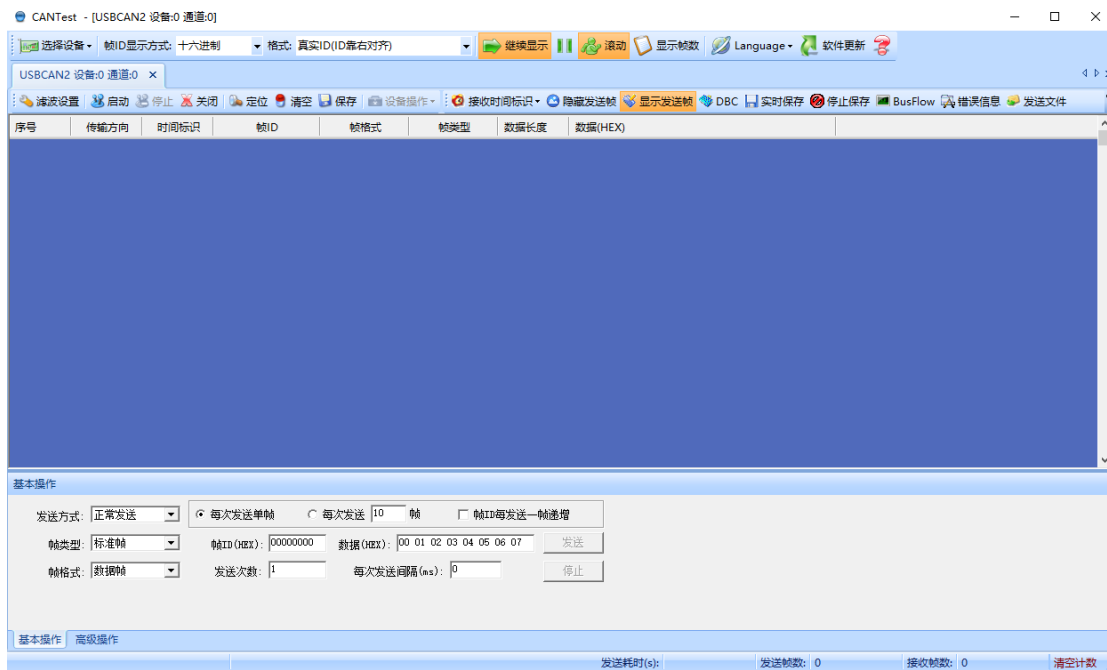 CANTest - [USBCAN2 设备:0 通道:0]
选择设备 帧ID显示方式: 十六进制 格式: 真实ID(ID靠右对齐) 继续显示 滚动 显示帧数 Language 软件更新
USBCAN2 设备:0 通道:0 ×
滤波设置 启动 停止 关闭 定位 清空 保存 设备操作 接收时间标识 隐藏发送帧 显示发送帧 DBC 实时保存 停止保存 BusFlow 错误信息 发送文件
序号 传输方向 时间标识 帧ID 帧格式 帧类型 数据长度 数据(HEX)
基本操作
发送方式: 正常发送 每次发送单帧 每次发送 10 帧 帧ID每发送一帧递增
帧类型: 标准帧 帧ID(HEX): 00000000 数据(HEX): 00 01 02 03 04 05 06 07 发送
帧格式: 数据帧 发送次数: 1 每次发送间隔(ms): 0 停止
基本操作 高级操作
发送耗时(s): 发送帧数: 0 接收帧数: 0 清空计数